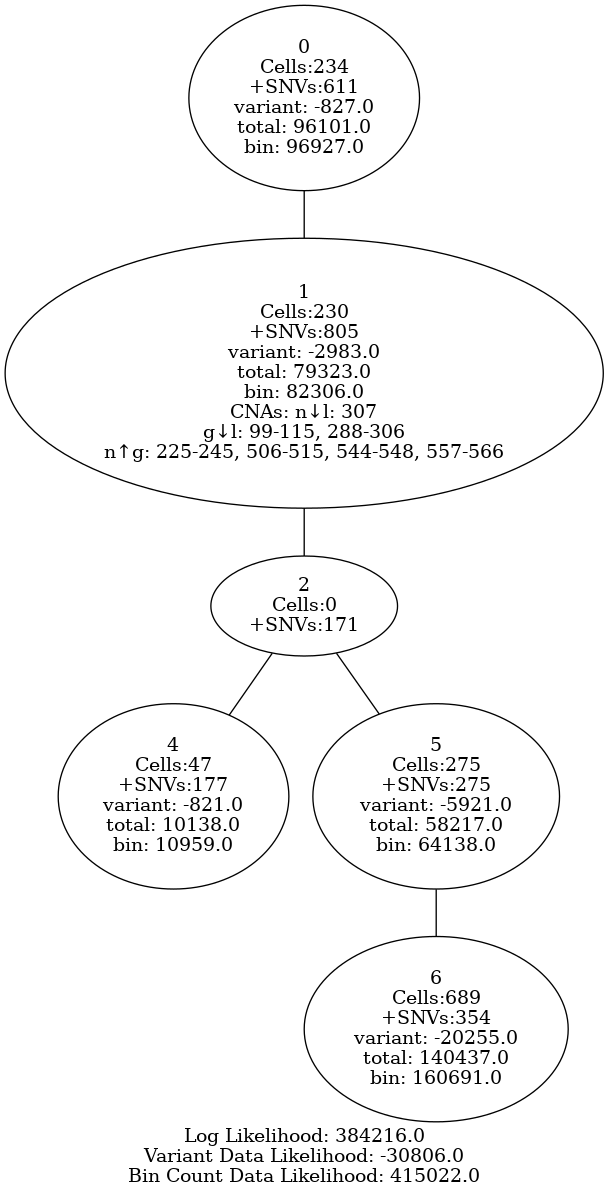 0
Cells:234
+SNVs:611
variant: -827.0
total: 96101.0
bin: 96927.0
1
Cells:230
+SNVs:805
variant: -2983.0
total: 79323.0
bin: 82306.0
CNAs: n↓l: 307
g↓l: 99-115, 288-306
n↑g: 225-245, 506-515, 544-548, 557-566
2
Cells:0
+SNVs:171
4
Cells:47
+SNVs:177
variant: -821.0
total: 10138.0
bin: 10959.0
5
Cells:275
+SNVs:275
variant: -5921.0
total: 58217.0
bin: 64138.0
6
Cells:689
+SNVs:354
variant: -20255.0
total: 140437.0
bin: 160691.0
Log Likelihood: 384216.0
Variant Data Likelihood: -30806.0
Bin Count Data Likelihood: 415022.0